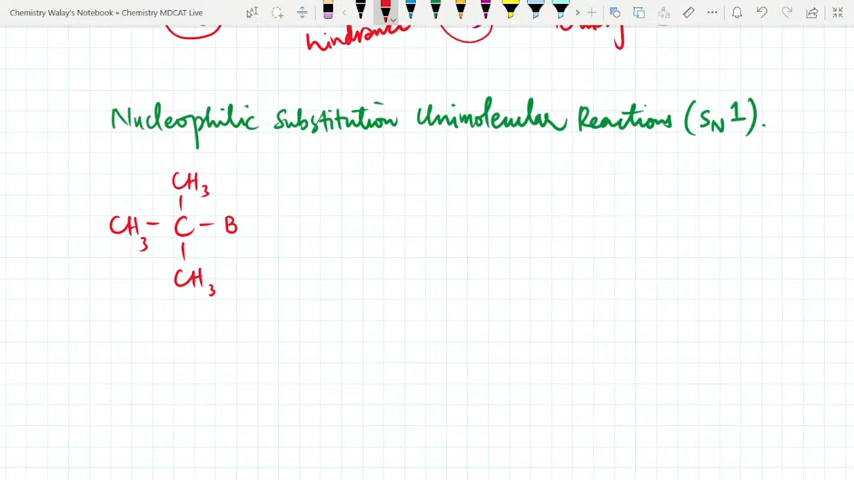 Chemistry Walay's Notebook » Chemistry MDCAT Live
hindrance
Nucleophilic Substitution Unimolecular Reactions (SN1).
CH3
CH3 - C - B
CH3